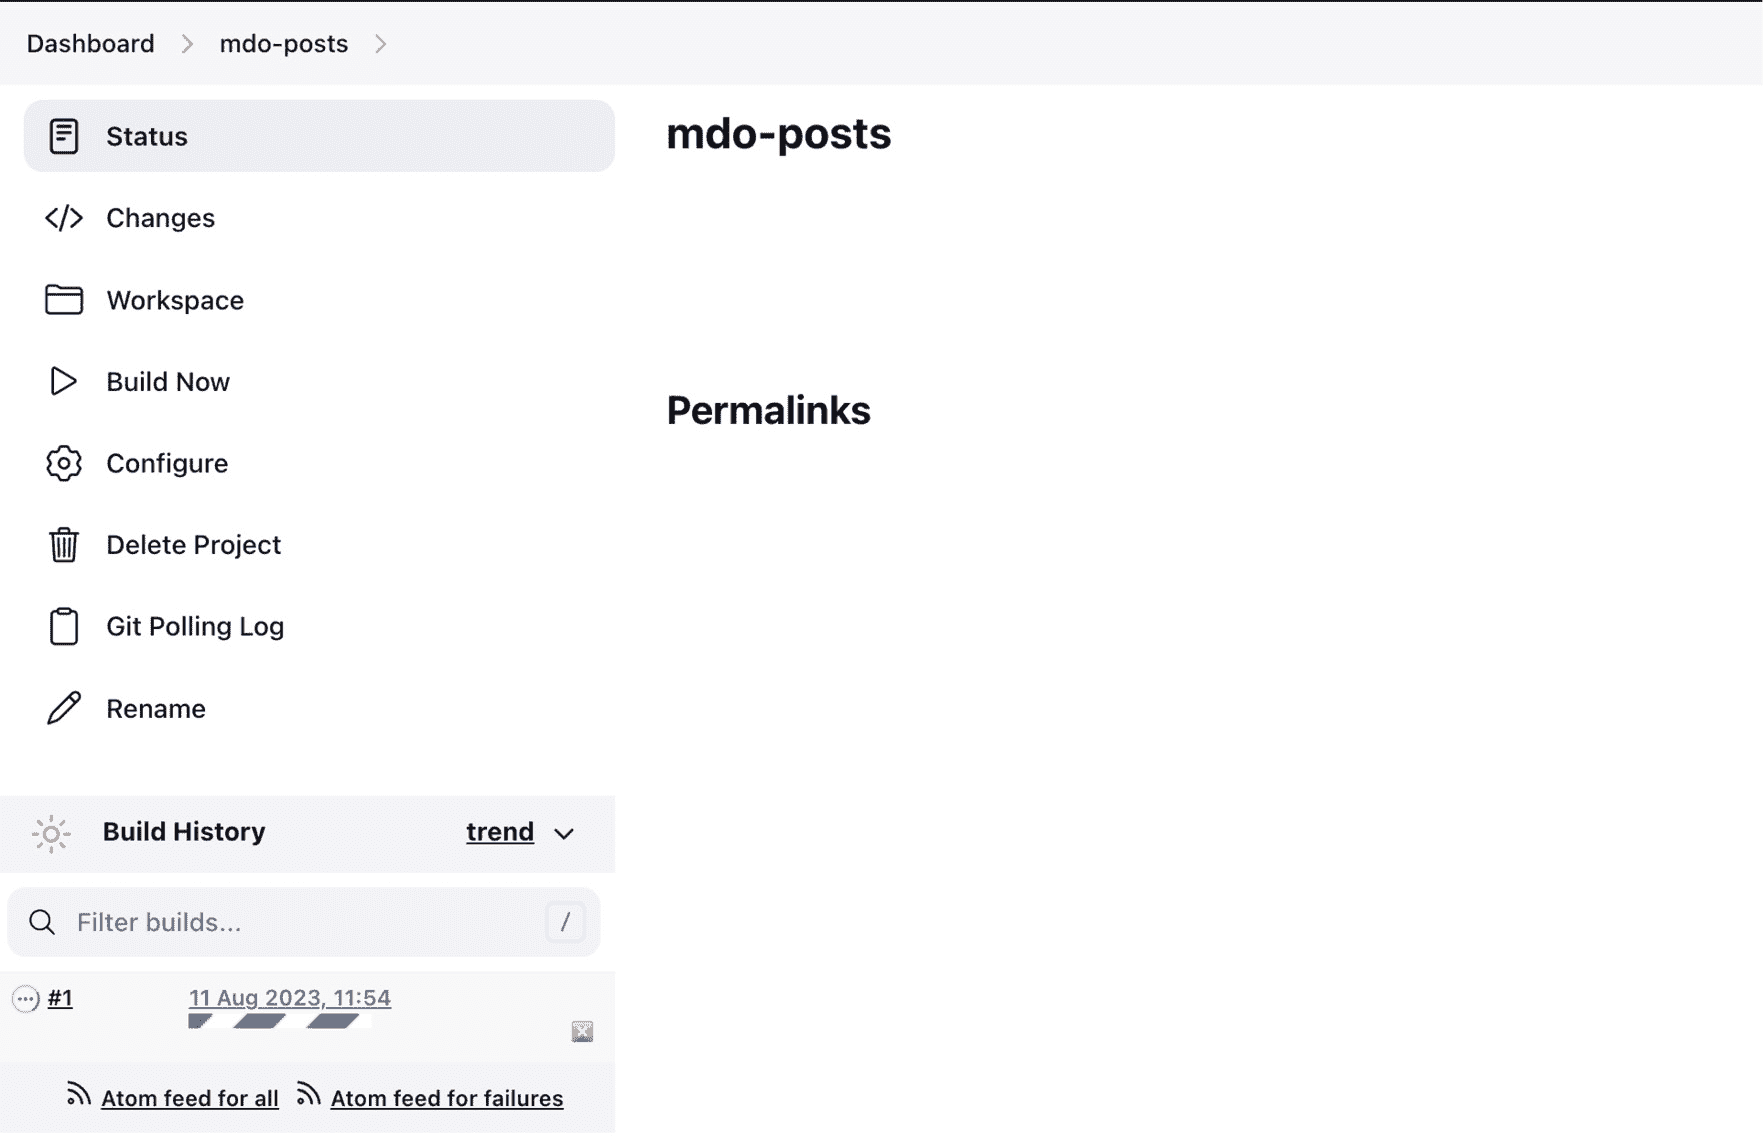 Dashboard > mdo-posts >
Status
Changes
Workspace
Build Now
Configure
Delete Project
Git Polling Log
Rename
Build History trend
Filter builds... /
#1 11 Aug 2023, 11:54
Atom feed for all Atom feed for failures
mdo-posts
Permalinks